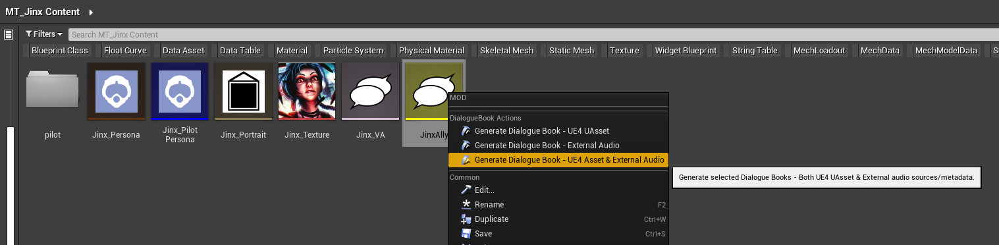 MT_Jinx Content
Filters
Search MT_Jinx Content
Blueprint Class Float Curve Data Asset Data Table Material Particle System Physical Material Skeletal Mesh Static Mesh Texture Widget Blueprint String Table MechLoadout MechData MechModelData
pilot
Jinx_Persona
Jinx_Pilot
Persona
Jinx_Portrait
Jinx_Texture
Jinx_VA
JinxAlly
MOD
DialogueBook Actions
Generate Dialogue Book - UE4 UAsset
Generate Dialogue Book - External Audio
Generate Dialogue Book - UE4 Asset & External Audio
Generate selected Dialogue Books - Both UE4 UAsset & External audio sources/metadata.
Common
Edit...
Rename F2
Duplicate Ctrl+W
Save Ctrl+S